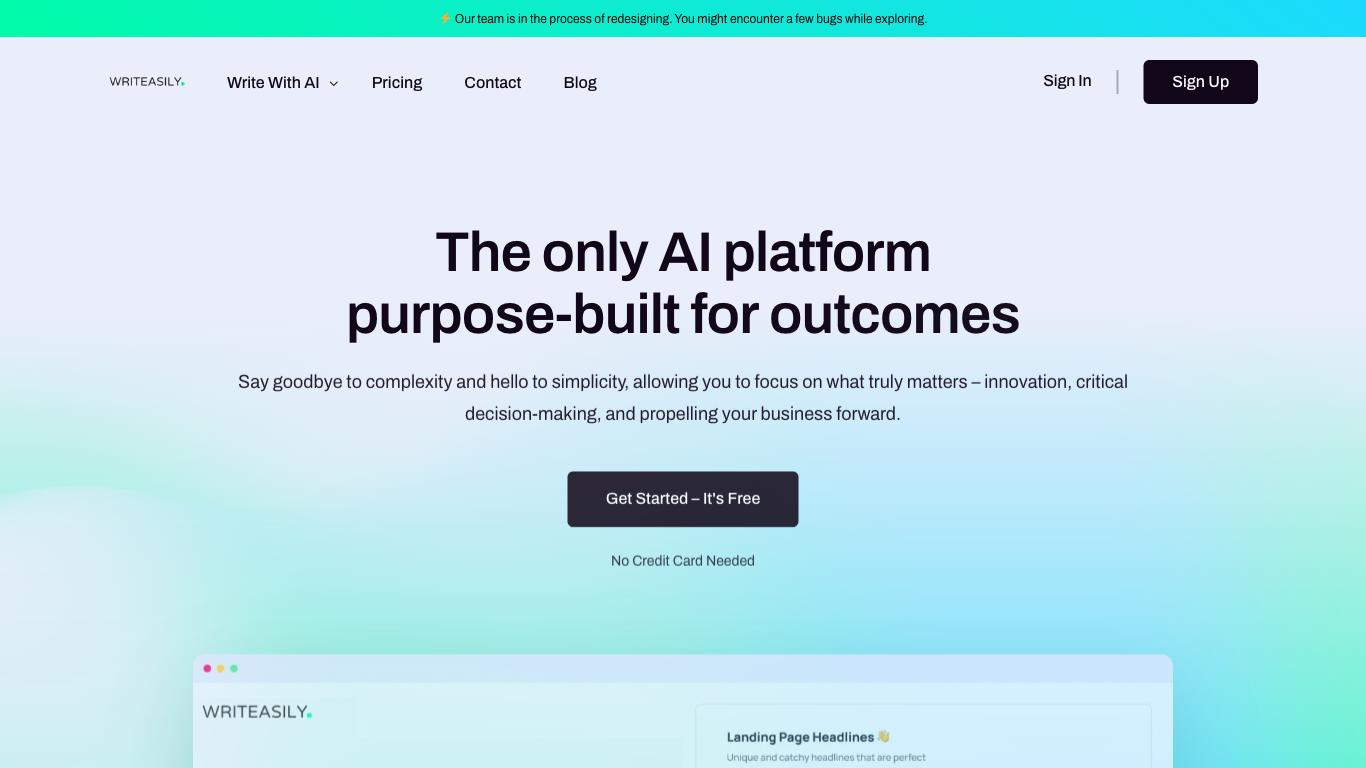 ⚡ Our team is in the process of redesigning. You might encounter a few bugs while exploring.
WRITEASILY.
Write With AI
Pricing
Contact
Blog
Sign In
Sign Up
The only AI platform
purpose-built for outcomes
Say goodbye to complexity and hello to simplicity, allowing you to focus on what truly matters – innovation, critical
decision-making, and propelling your business forward.
Get Started – It's Free
No Credit Card Needed
WRITEASILY.
Landing Page Headlines 👋
Unique and catchy headlines that are perfect